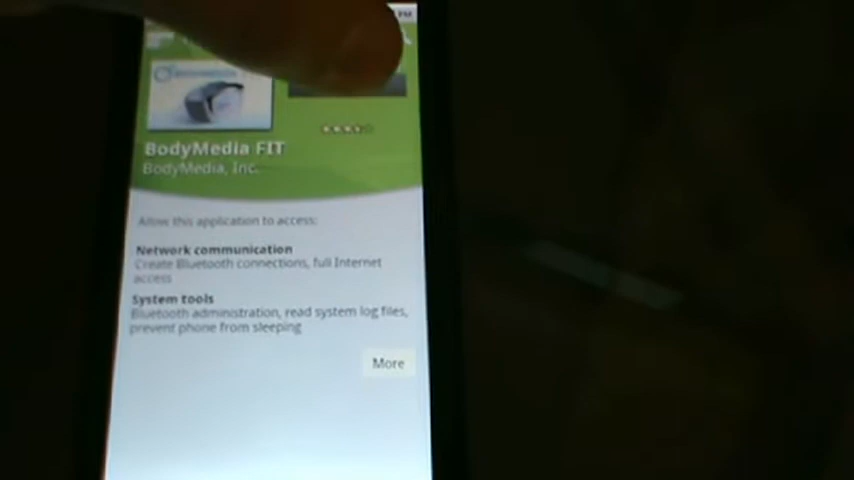 BodyMedia FIT
BodyMedia, Inc.
Allow this application to access:
Network communication
Create Bluetooth connections, full Internet
access
System tools
Bluetooth administration, read system log files,
prevent phone from sleeping
More